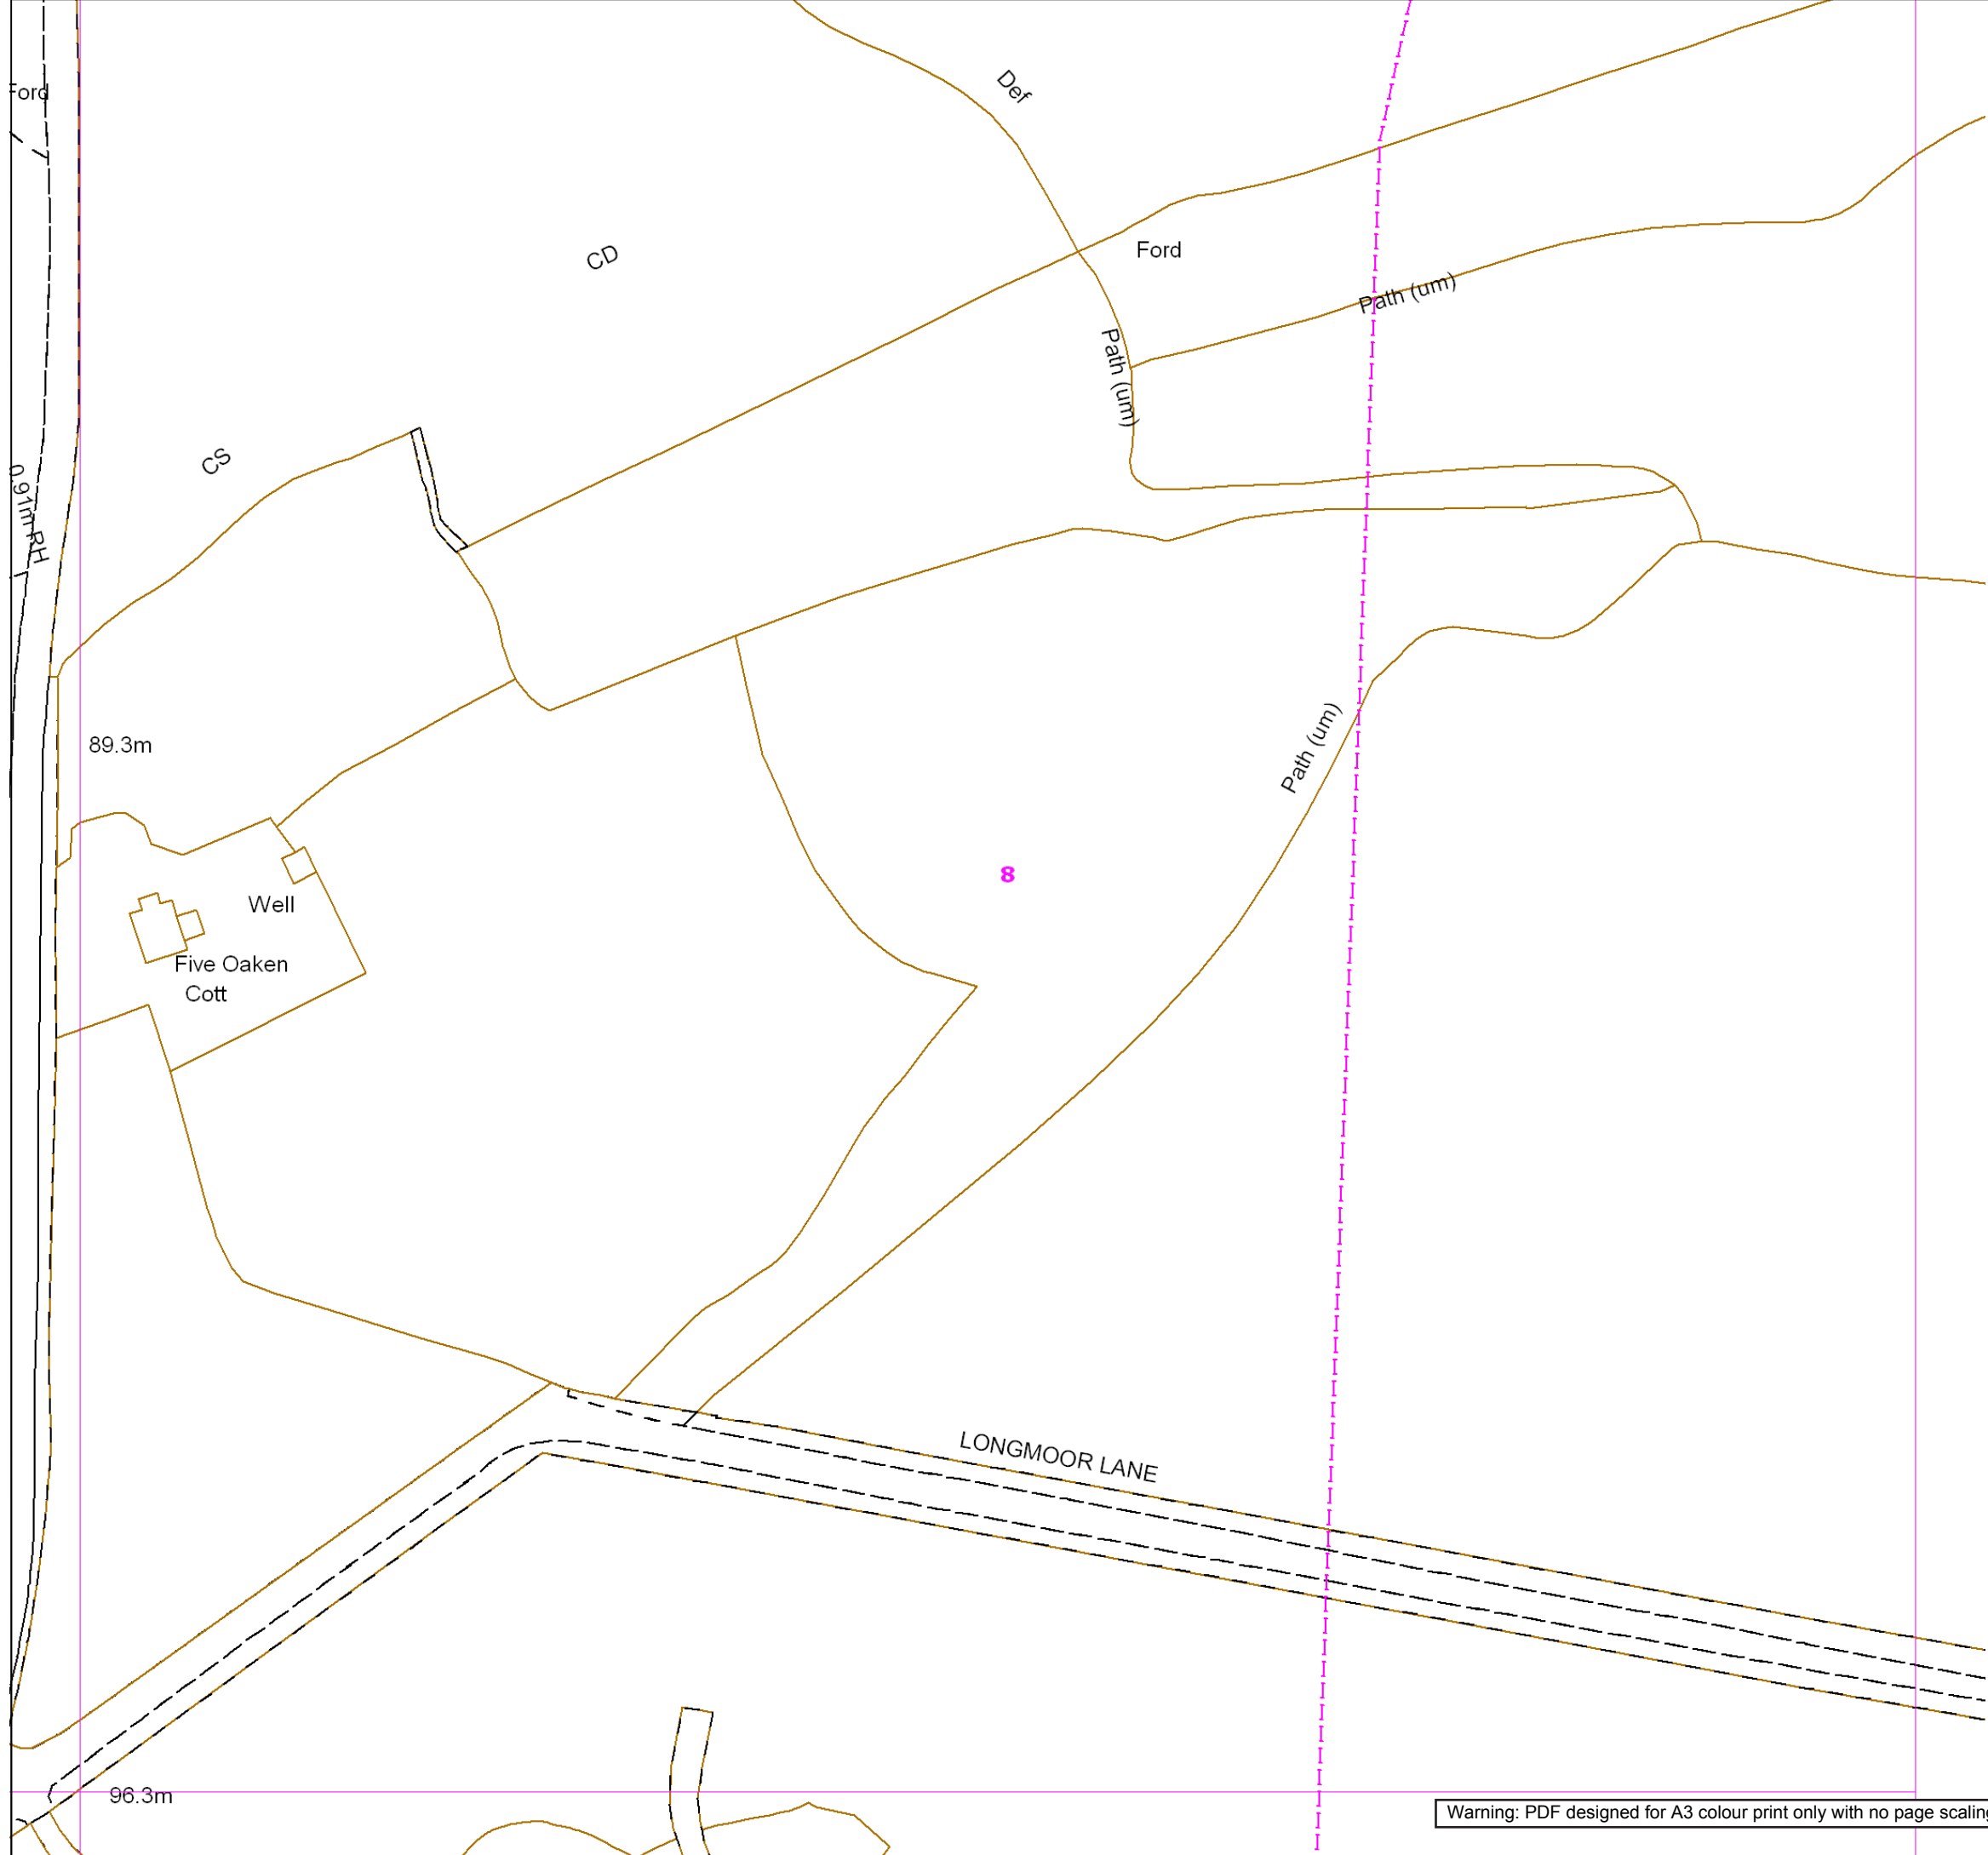 Def
Ford
CD
Ford
Path (um)
Path (um)
CS
0.91m RH
89.3m
Path (um)
8
Well
Five Oaken
Cott
LONGMOOR LANE
96.3m
Warning: PDF designed for A3 colour print only with no page scaling